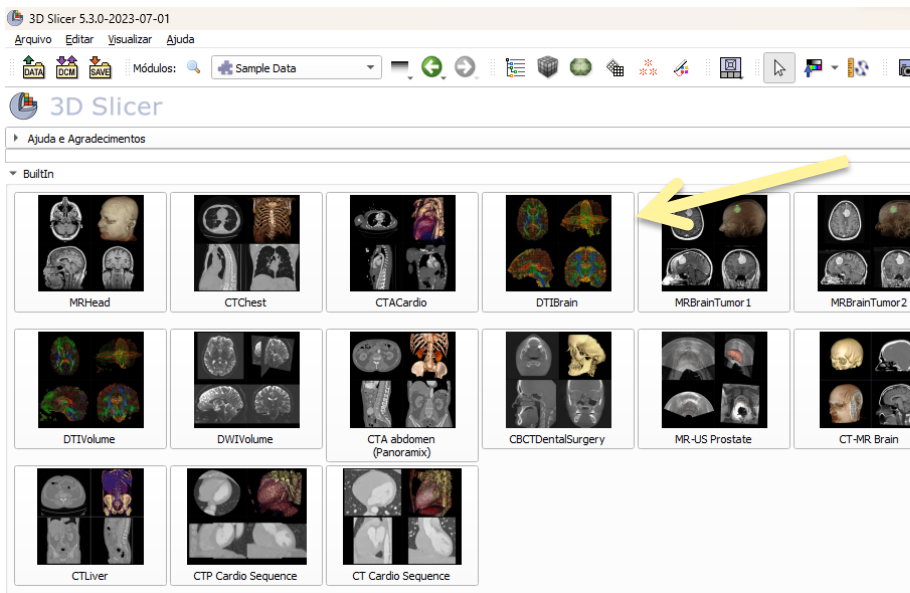 3D Slicer 5.3.0-2023-07-01
Arquivo Editar Visualizar Ajuda
DATA DCM SAVE Módulos: Sample Data
3D Slicer
Ajuda e Agradecimentos
BuiltIn
MRHead CTChest CTACardio DTIBrain MRBrainTumor1 MRBrainTumor2
DTIVolume DWIVolume CTA abdomen (Panoramix) CBCTDentalSurgery MR-US Prostate CT-MR Brain
CTLiver CTP Cardio Sequence CT Cardio Sequence